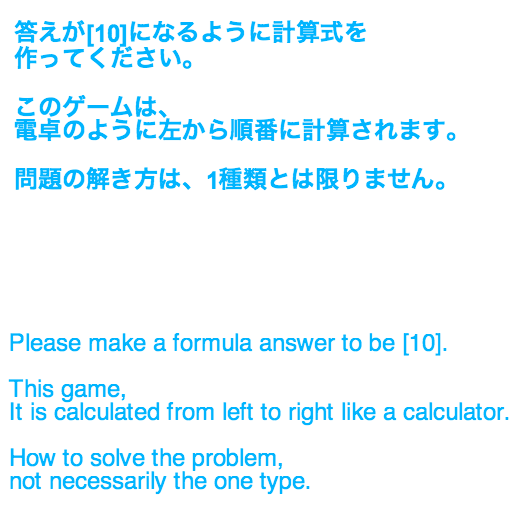 答えが[10]になるように計算式を
作ってください。
このゲームは、
電卓のように左から順番に計算されます。
問題の解き方は、1種類とは限りません。
Please make a formula answer to be [10].
This game,
It is calculated from left to right like a calculator.
How to solve the problem,
not necessarily the one type.